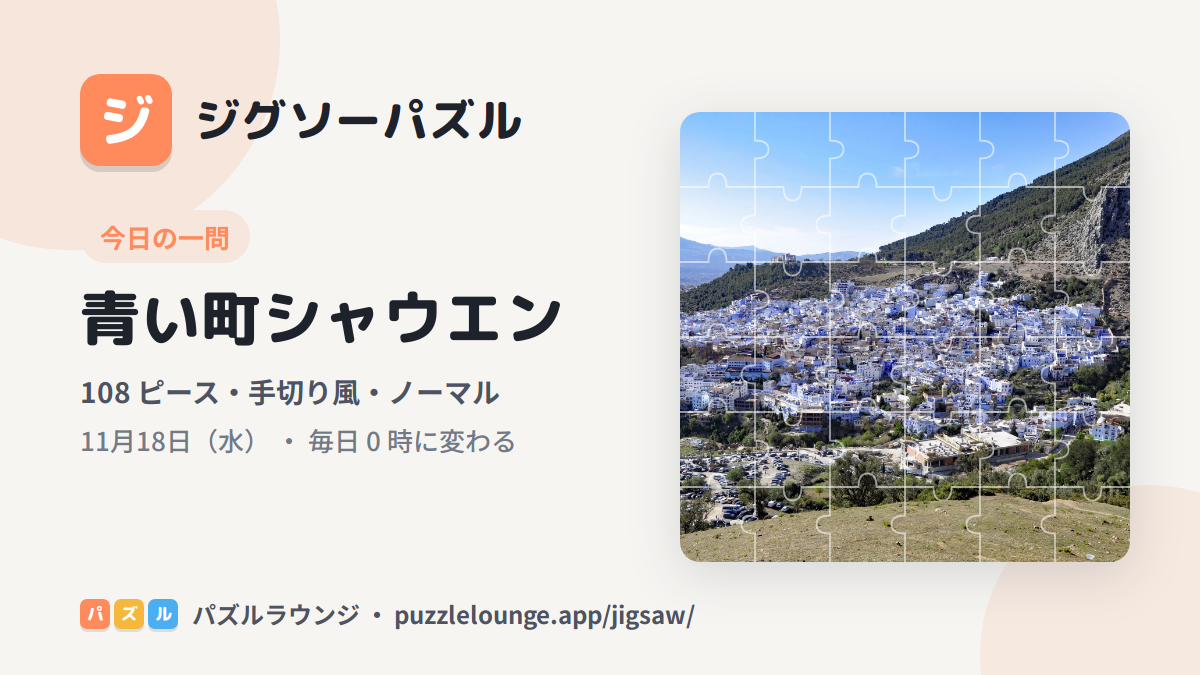 ジ
ジグソーパズル
今日の一問
青い町シャウエン
108 ピース・手切り風・ノーマル
11月18日（水） ・ 毎日 0 時に変わる
パズル
パズルラウンジ ・ puzzlelounge.app/jigsaw/